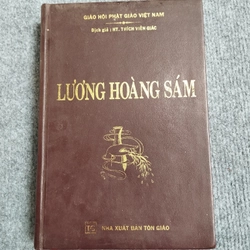 GIÁO HỘI PHẬT GIÁO VIỆT NAM
Dịch giả : HT. THÍCH VIÊN GIÁC
LƯƠNG HOÀNG SÁM
NHÀ XUẤT BẢN TÔN GIÁO